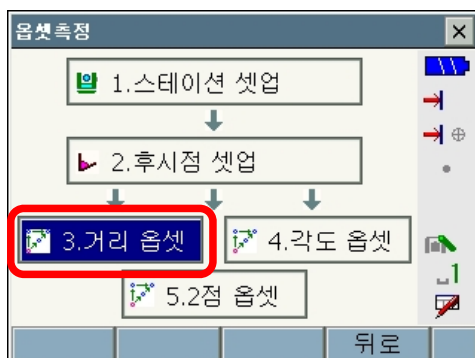 옵셋측정
1.스테이션 셋업
2.후시점 셋업
3.거리 옵셋
4.각도 옵셋
5.2점 옵셋
1
뒤로